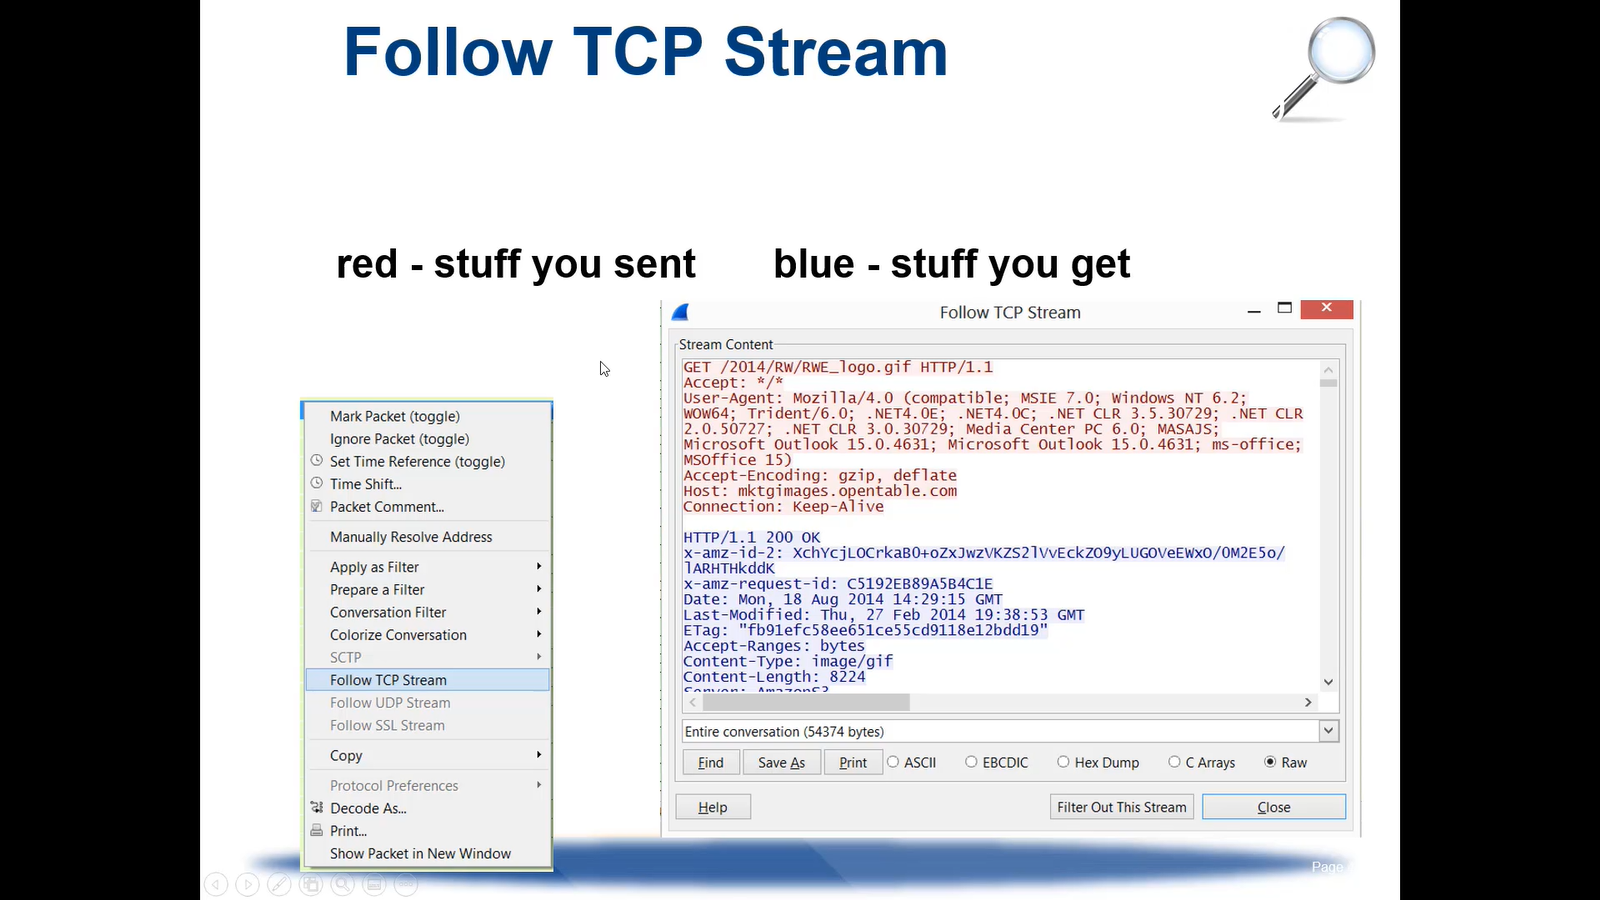 Follow TCP Stream
red - stuff you sent
blue - stuff you get
Mark Packet (toggle)
Ignore Packet (toggle)
Set Time Reference (toggle)
Time Shift...
Packet Comment...
Manually Resolve Address
Apply as Filter
Prepare a Filter
Conversation Filter
Colorize Conversation
SCTP
Follow TCP Stream
Follow UDP Stream
Follow SSL Stream
Copy
Protocol Preferences
Decode As...
Print...
Show Packet in New Window
Follow TCP Stream
Stream Content
GET /2014/RW/RWE_logo.gif HTTP/1.1
Accept: */*
User-Agent: Mozilla/4.0 (compatible; MSIE 7.0; Windows NT 6.2;
WOW64; Trident/6.0; .NET4.0E; .NET4.0C; .NET CLR 3.5.30729; .NET CLR
2.0.50727; .NET CLR 3.0.30729; Media Center PC 6.0; MASAJS;
Microsoft Outlook 15.0.4631; Microsoft Outlook 15.0.4631; ms-office;
MSOffice 15)
Accept-Encoding: gzip, deflate
Host: mktgimages.opentable.com
Connection: Keep-Alive
HTTP/1.1 200 OK
x-amz-id-2: XchYcjLOCrkaB0+oZxJwzVKZS2lVvEckZO9yLUGOVeEWxO/0M2E5o/
lARHTHkddK
x-amz-request-id: C5192EB89A5B4C1E
Date: Mon, 18 Aug 2014 14:29:15 GMT
Last-Modified: Thu, 27 Feb 2014 19:38:53 GMT
ETag: "fb91efc58ee651ce55cd9118e12bdd19"
Accept-Ranges: bytes
Content-Type: image/gif
Content-Length: 8224
Server: AmazonS3
Entire conversation (54374 bytes)
Find
Save As
Print
ASCII
EBCDIC
Hex Dump
C Arrays
Raw
Help
Filter Out This Stream
Close
Page